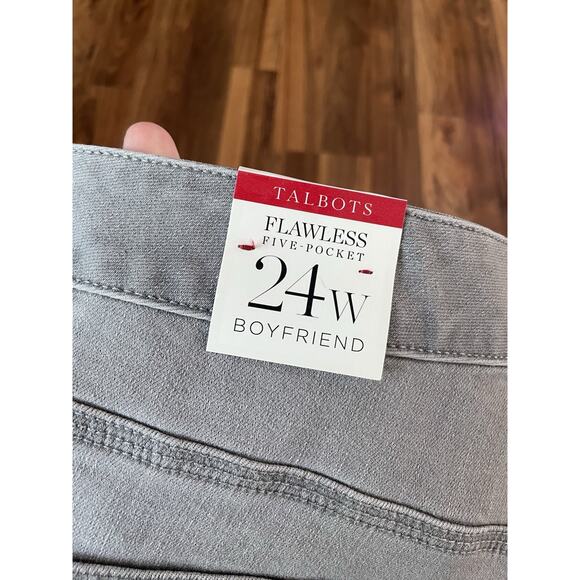 TALBOTS
FLAWLESS
FIVE-POCKET
24W
BOYFRIEND